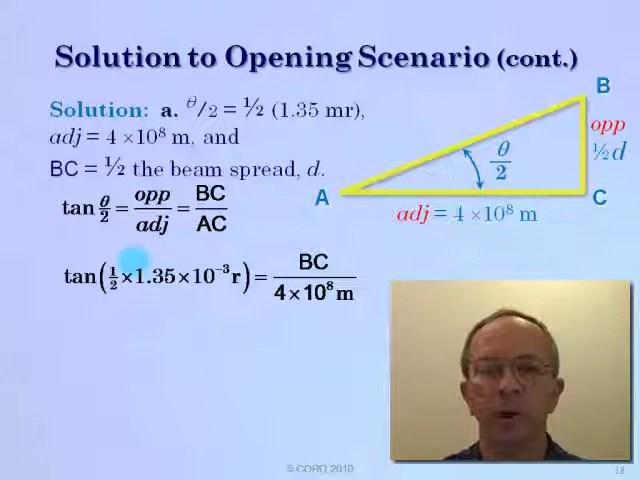 Solution to Opening Scenario (cont.)
Solution: a. θ/2 = ½ (1.35 mr),
adj = 4 ×10⁸ m, and
BC = ½ the beam spread, d.
tan θ/2 = opp/adj = BC/AC
tan(1/2 × 1.35 × 10⁻³ r) = BC/4 × 10⁸ m
B
opp
½d
θ/2
A
C
adj = 4 ×10⁸ m
© CORD 2010
18